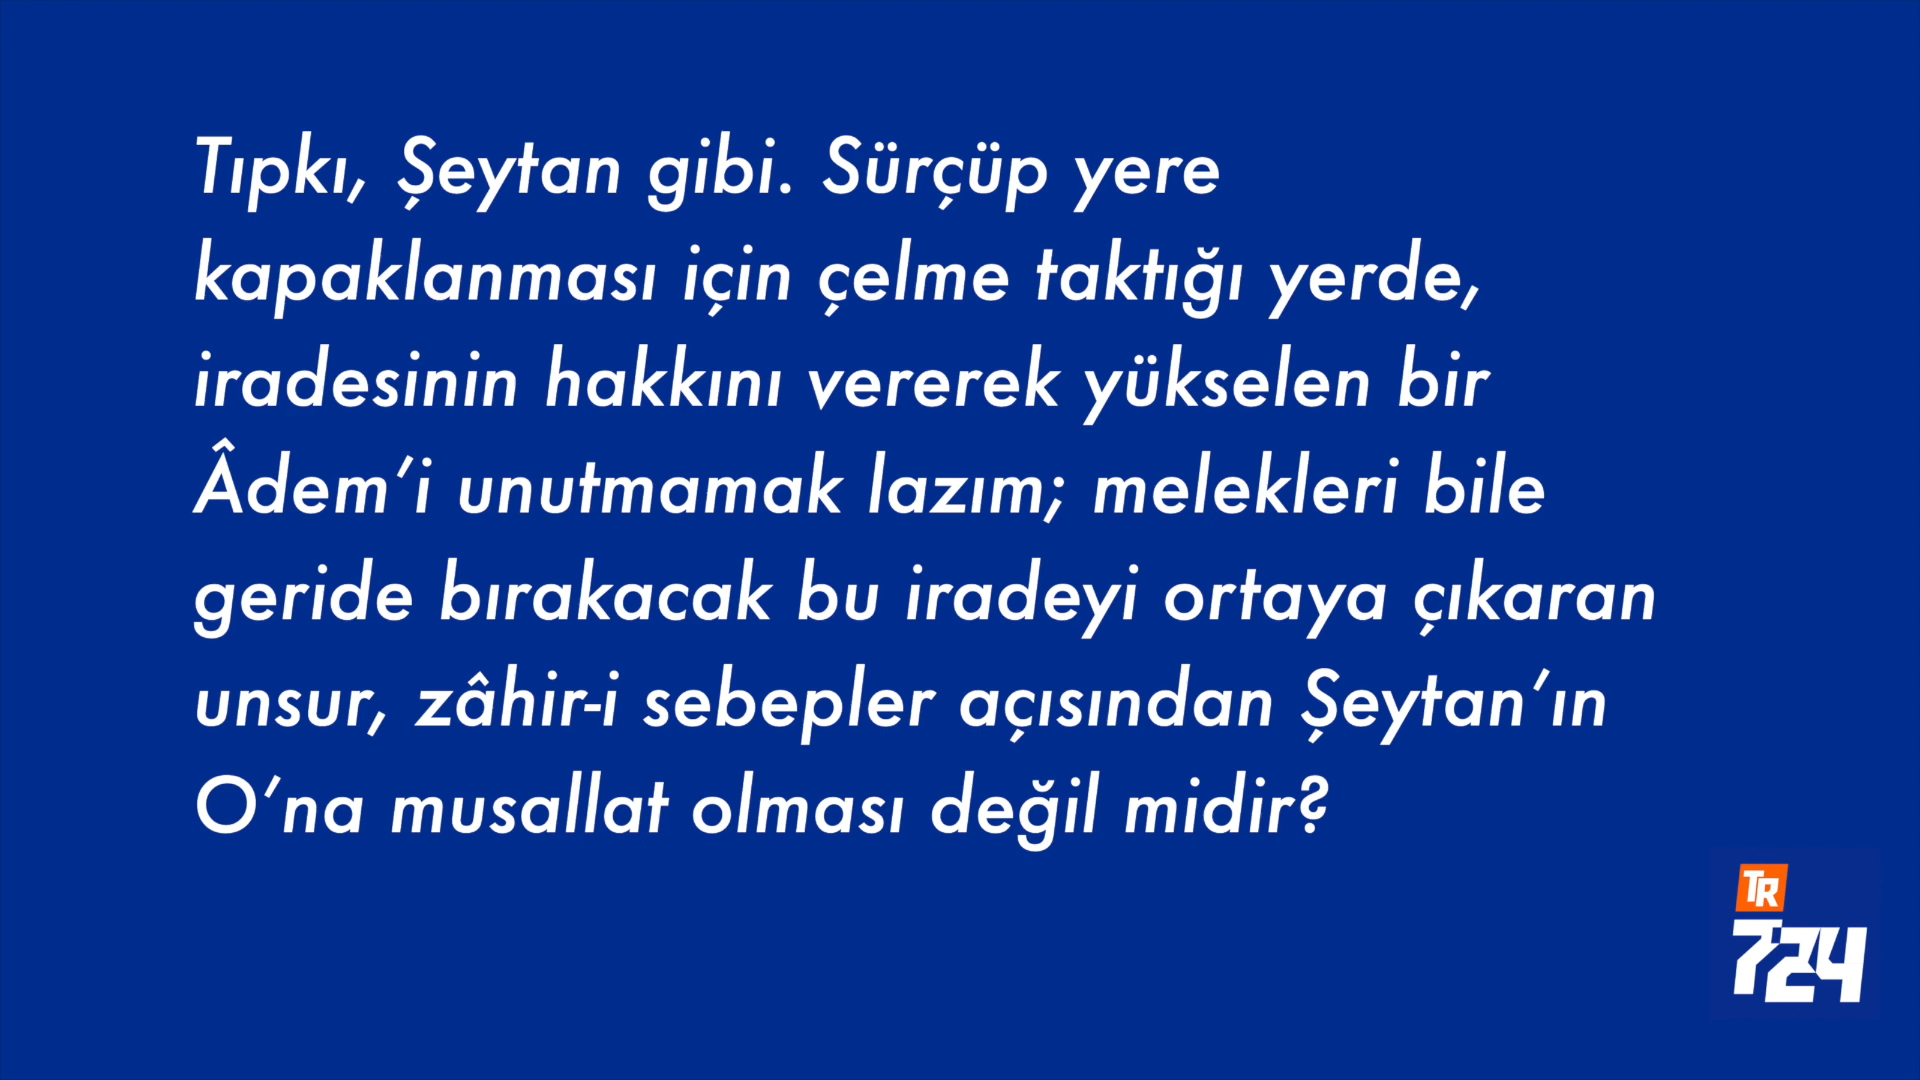 Tıpkı, Şeytan gibi. Sürçüp yere
kapaklanması için çelme taktığı yerde,
iradesinin hakkını vererek yükselen bir
Âdem’i unutmamak lazım; melekleri bile
geride bırakacak bu iradeyi ortaya çıkaran
unsur, zâhir-i sebepler açısından Şeytan’ın
O’na musallat olması değil midir?
TR
724